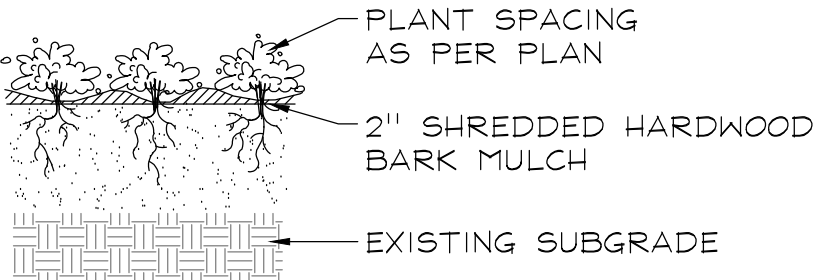 PLANT SPACING
AS PER PLAN
2" SHREDDED HARDWOOD
BARK MULCH
EXISTING SUBGRADE